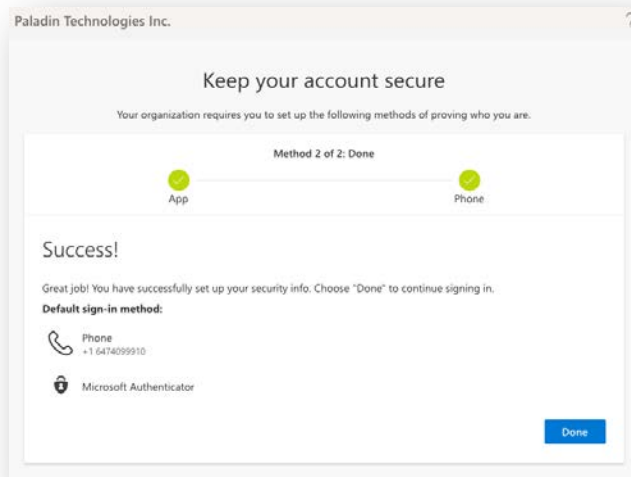 Paladin Technologies Inc.
Keep your account secure
Your organization requires you to set up the following methods of proving who you are.
Method 2 of 2: Done
App
Phone
Success!
Great job! You have successfully set up your security info. Choose "Done" to continue signing in.
Default sign-in method:
Phone
+1 6474099910
Microsoft Authenticator
Done